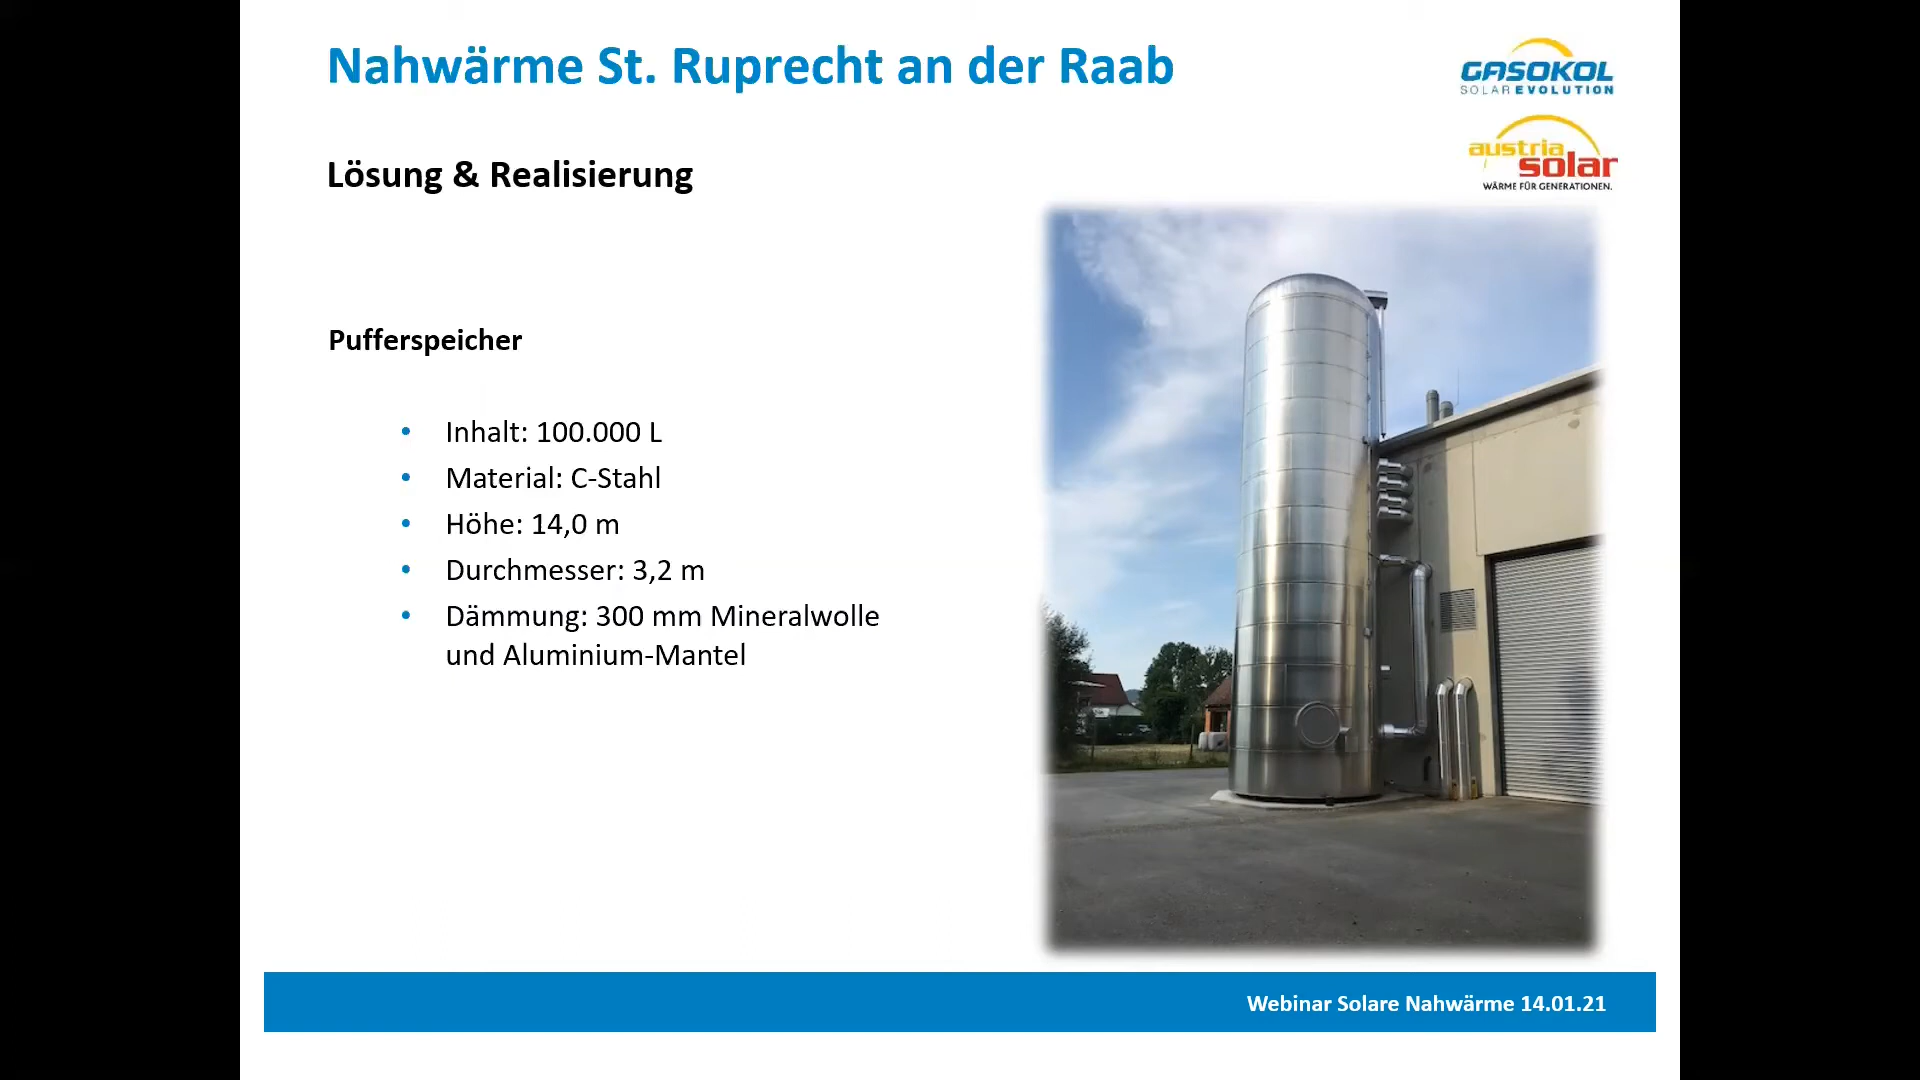 Nahwärme St. Ruprecht an der Raab
GASOKOL
SOLAREVOLUTION
austria
solar
WÄRME FÜR GENERATIONEN.
Lösung & Realisierung
Pufferspeicher
• Inhalt: 100.000 L
• Material: C-Stahl
• Höhe: 14,0 m
• Durchmesser: 3,2 m
• Dämmung: 300 mm Mineralwolle
und Aluminium-Mantel
Webinar Solare Nahwärme 14.01.21